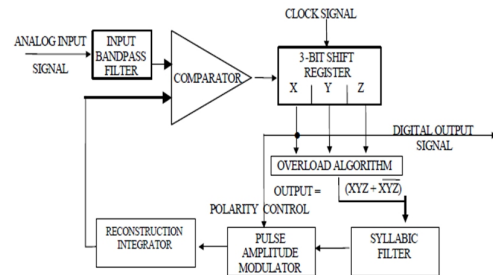 CLOCK SIGNAL
ANALOG INPUT
SIGNAL
INPUT
BANDPASS
FILTER
COMPARATOR
3-BIT SHIFT
REGISTER
X Y Z
DIGITAL OUTPUT
SIGNAL
OVERLOAD ALGORITHM
OUTPUT = (XYZ + X̅Y̅Z̅)
POLARITY CONTROL
RECONSTRUCTION
INTEGRATOR
PULSE
AMPLITUDE
MODULATOR
SYLLABIC
FILTER